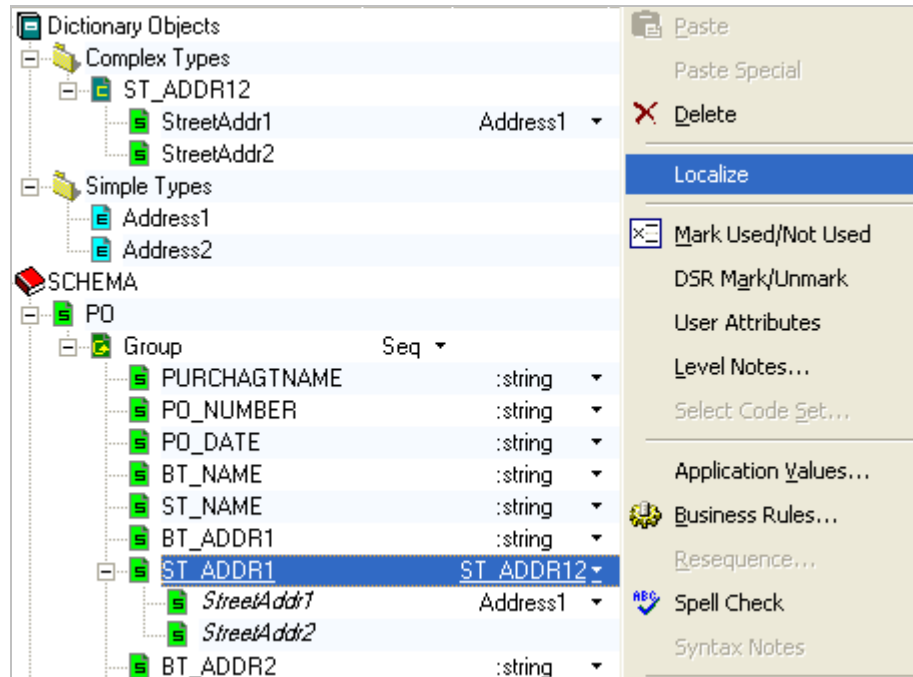 Dictionary Objects
Complex Types
ST_ADDR12
StreetAddr1 Address1
StreetAddr2
Simple Types
Address1
Address2
SCHEMA
PO
Group Seq
PURCHAGTNAME :string
PO_NUMBER :string
PO_DATE :string
BT_NAME :string
ST_NAME :string
BT_ADDR1 :string
ST_ADDR1 ST_ADDR12
StreetAddr1 Address1
StreetAddr2
BT_ADDR2 :string
Paste
Paste Special
Delete
Localize
Mark Used/Not Used
DSR Mark/Unmark
User Attributes
Level Notes...
Select Code Set...
Application Values...
Business Rules...
Resequence...
Spell Check
Syntax Notes